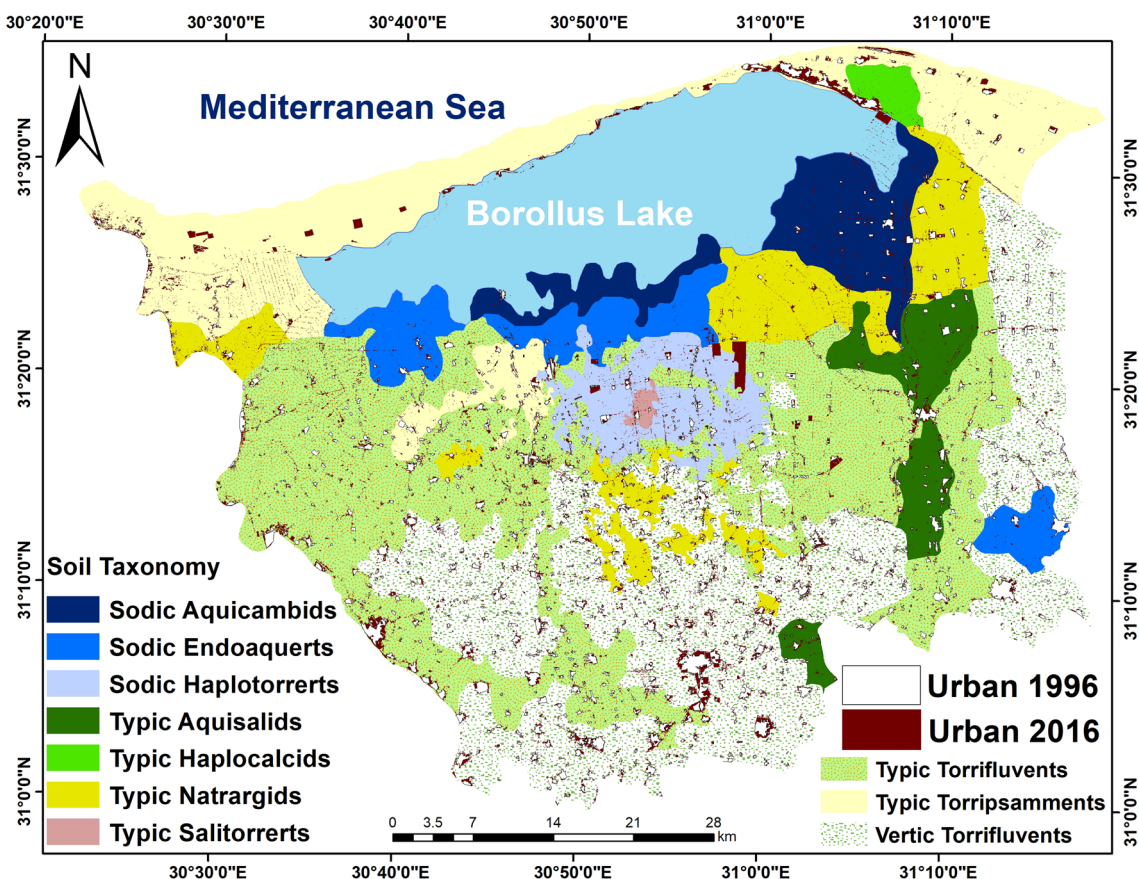 30°20'0"E 30°30'0"E 30°40'0"E 30°50'0"E 31°0'0"E 31°10'0"E
N
Mediterranean Sea
31°30'0"N
31°30'0"N
Borollus Lake
31°20'0"N
31°20'0"N
31°10'0"N
31°10'0"N
31°0'0"N
31°0'0"N
Soil Taxonomy
Sodic Aquicambids
Sodic Endoaquerts
Sodic Haplotorrerts
Typic Aquisalids
Typic Haplocalcids
Typic Natrargids
Typic Salitorrerts
Urban 1996
Urban 2016
Typic Torrifluvents
Typic Torripsamments
Vertic Torrifluvents
0 3.5 7 14 21 28
km
30°30'0"E 30°40'0"E 30°50'0"E 31°0'0"E 31°10'0"E